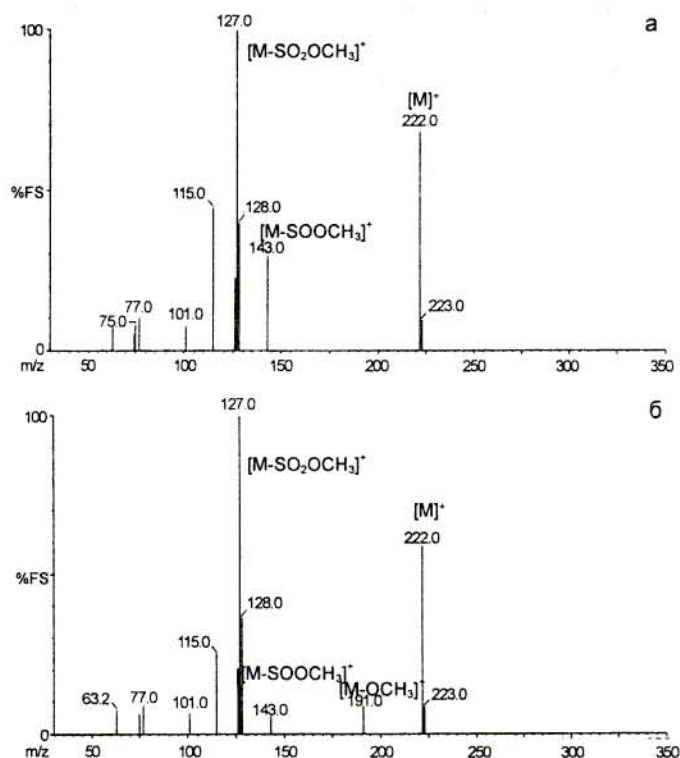 а
100
127.0
[M-SO₂OCH₃]⁺
[M]⁺
222.0
%FS
115.0
128.0
[M-SOOCH₃]⁺
143.0
77.0
75.0
101.0
223.0
0
m/z 50 100 150 200 250 300 350
б
100
127.0
[M-SO₂OCH₃]⁺
[M]⁺
222.0
%FS
128.0
115.0
[M-SOOCH₃]⁺
[M-OCH₃]⁺
63.2 77.0 101.0 143.0 191.0 223.0
0
m/z 50 100 150 200 250 300 350